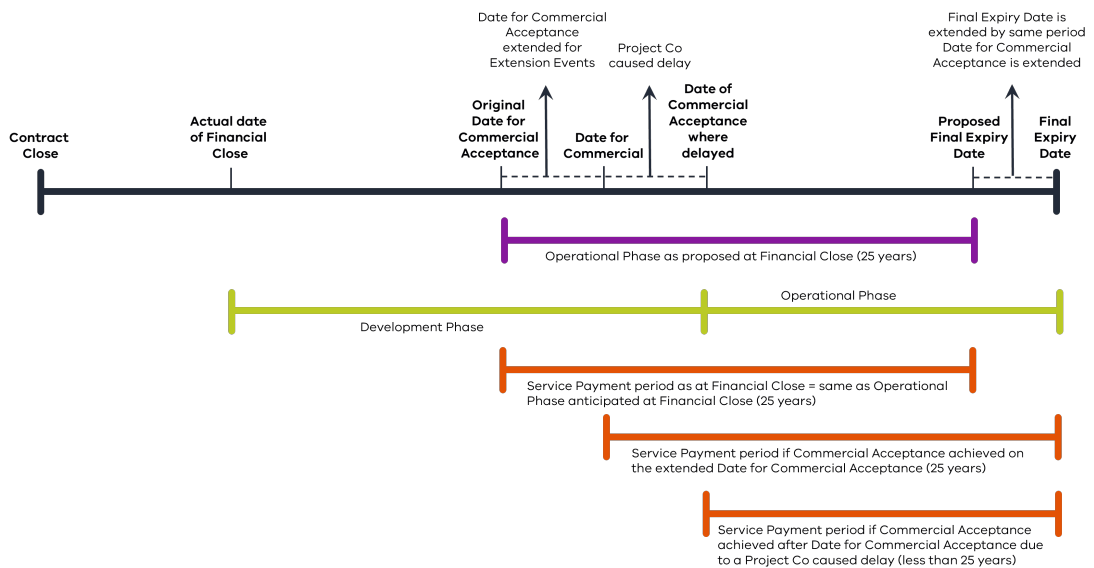 Date for Commercial
Acceptance
extended for
Extension Events
Project Co
caused delay
Final Expiry Date is
extended by same period
Date for Commercial
Acceptance is extended
Contract
Close
Actual date
of Financial
Close
Original
Date for
Commercial
Acceptance
Date for
Commercial
Date of
Commercial
Acceptance
where
delayed
Proposed
Final Expiry
Date
Final
Expiry
Date
Operational Phase as proposed at Financial Close (25 years)
Operational Phase
Development Phase
Service Payment period as at Financial Close = same as Operational
Phase anticipated at Financial Close (25 years)
Service Payment period if Commercial Acceptance achieved on
the extended Date for Commercial Acceptance (25 years)
Service Payment period if Commercial Acceptance
achieved after Date for Commercial Acceptance due
to a Project Co caused delay (less than 25 years)